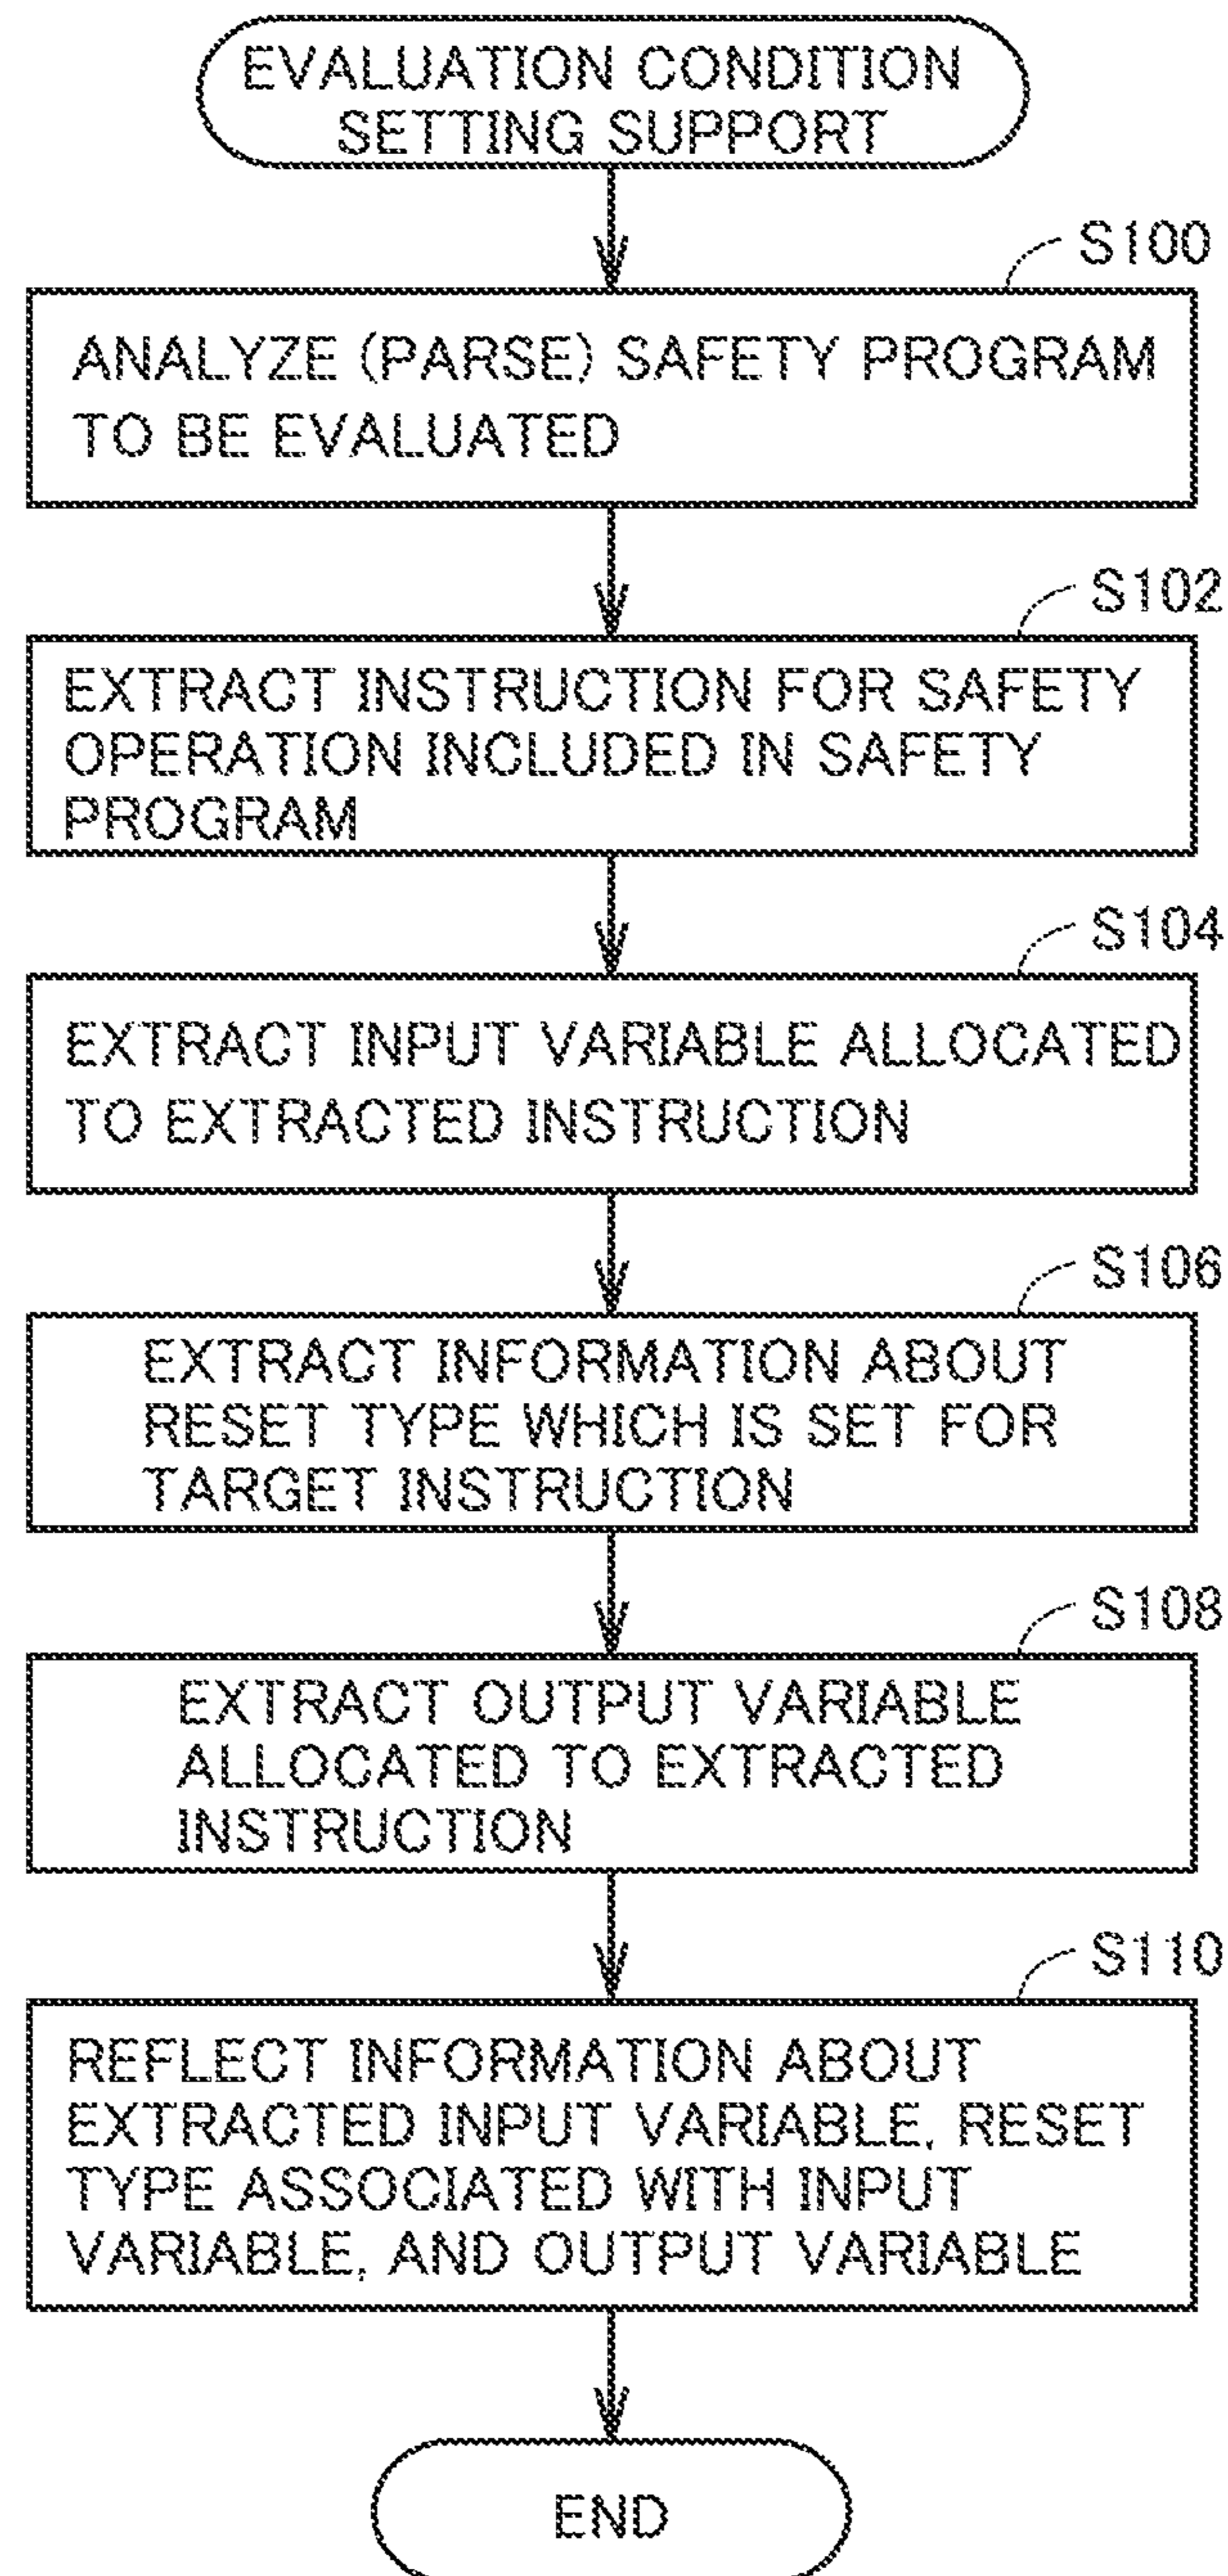 EVALUATION CONDITION
SETTING SUPPORT
S100
ANALYZE (PARSE) SAFETY PROGRAM
TO BE EVALUATED
S102
EXTRACT INSTRUCTION FOR SAFETY
OPERATION INCLUDED IN SAFETY
PROGRAM
S104
EXTRACT INPUT VARIABLE ALLOCATED
TO EXTRACTED INSTRUCTION
S106
EXTRACT INFORMATION ABOUT
RESET TYPE WHICH IS SET FOR
TARGET INSTRUCTION
S108
EXTRACT OUTPUT VARIABLE
ALLOCATED TO EXTRACTED
INSTRUCTION
S110
REFLECT INFORMATION ABOUT
EXTRACTED INPUT VARIABLE, RESET
TYPE ASSOCIATED WITH INPUT
VARIABLE, AND OUTPUT VARIABLE
END